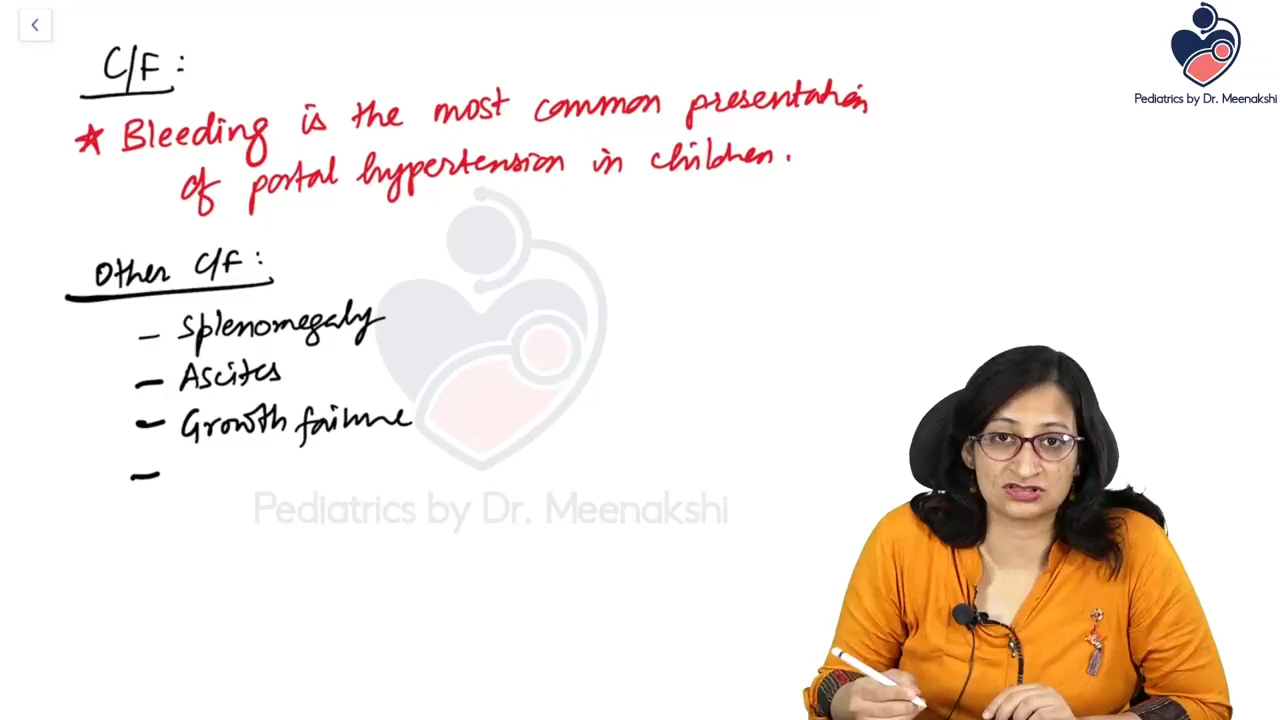 C/F:
★ Bleeding is the most common presentation
of portal hypertension in children.
Other C/F:
- Splenomegaly
- Ascites
- Growth failure
-
Pediatrics by Dr. Meenakshi
Pediatrics by Dr. Meenakshi